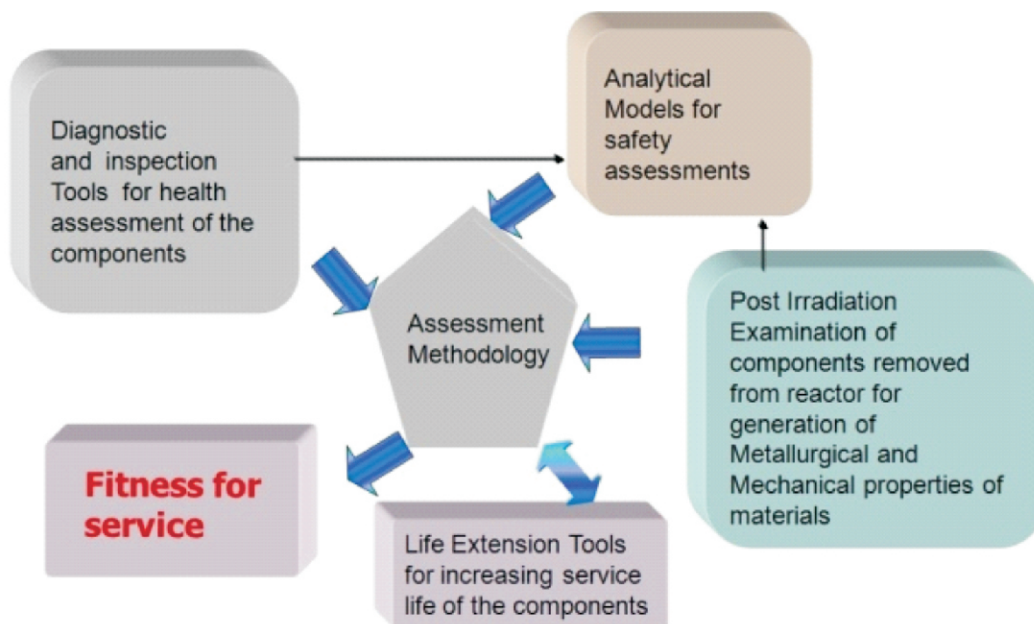 Diagnostic
and inspection
Tools for health
assessment of the
components
Analytical
Models for
safety
assessments
Assessment
Methodology
Post Irradiation
Examination of
components removed
from reactor for
generation of
Metallurgical and
Mechanical properties of
materials
Fitness for
service
Life Extension Tools
for increasing service
life of the components